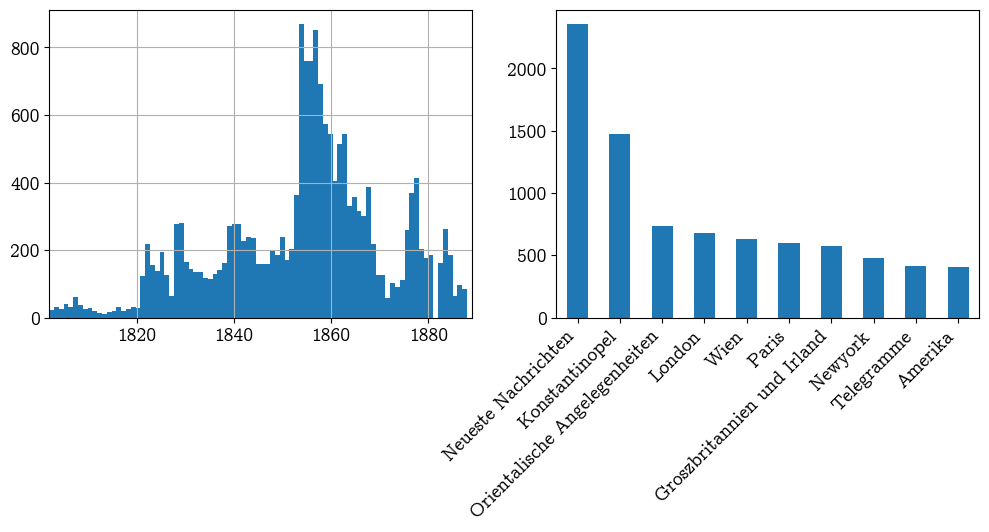 800
600
400
200
0
1820 1840 1860 1880
2000
1500
1000
500
0
Neueste Nachrichten
Konstantinopel
Orientalische Angelegenheiten
London
Wien
Paris
Groszbritannien und Irland
Newyork
Telegramme
Amerika